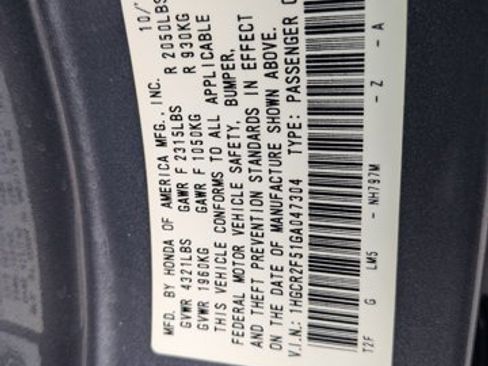 MFD. BY HONDA OF AMERICA MFG., INC. 10/
GVWR 4321LBS GAWR F 2315LBS R 2050LBS
GVWR 1960KG GAWR F 1050KG R 930KG
THIS VEHICLE CONFORMS TO ALL APPLICABLE
FEDERAL MOTOR VEHICLE SAFETY, BUMPER,
AND THEFT PREVENTION STANDARDS IN EFFECT
ON THE DATE OF MANUFACTURE SHOWN ABOVE.
V.I.N.: 1HGCR2F51GA047304 TYPE: PASSENGER
T2F G LM5 - NH797M - Z - A